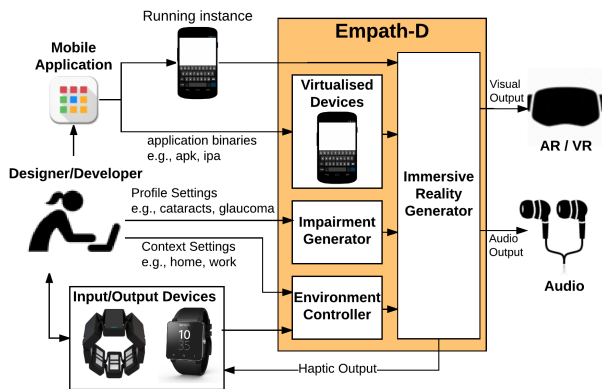 Running instance
Empath-D
Mobile
Application
Virtualised
Devices
application binaries
e.g., apk, ipa
Visual
Output
AR / VR
Designer/Developer
Profile Settings
e.g., cataracts, glaucoma
Impairment
Generator
Immersive
Reality
Generator
Context Settings
e.g., home, work
Audio
Output
Audio
Input/Output Devices
10
Environment
Controller
Haptic Output